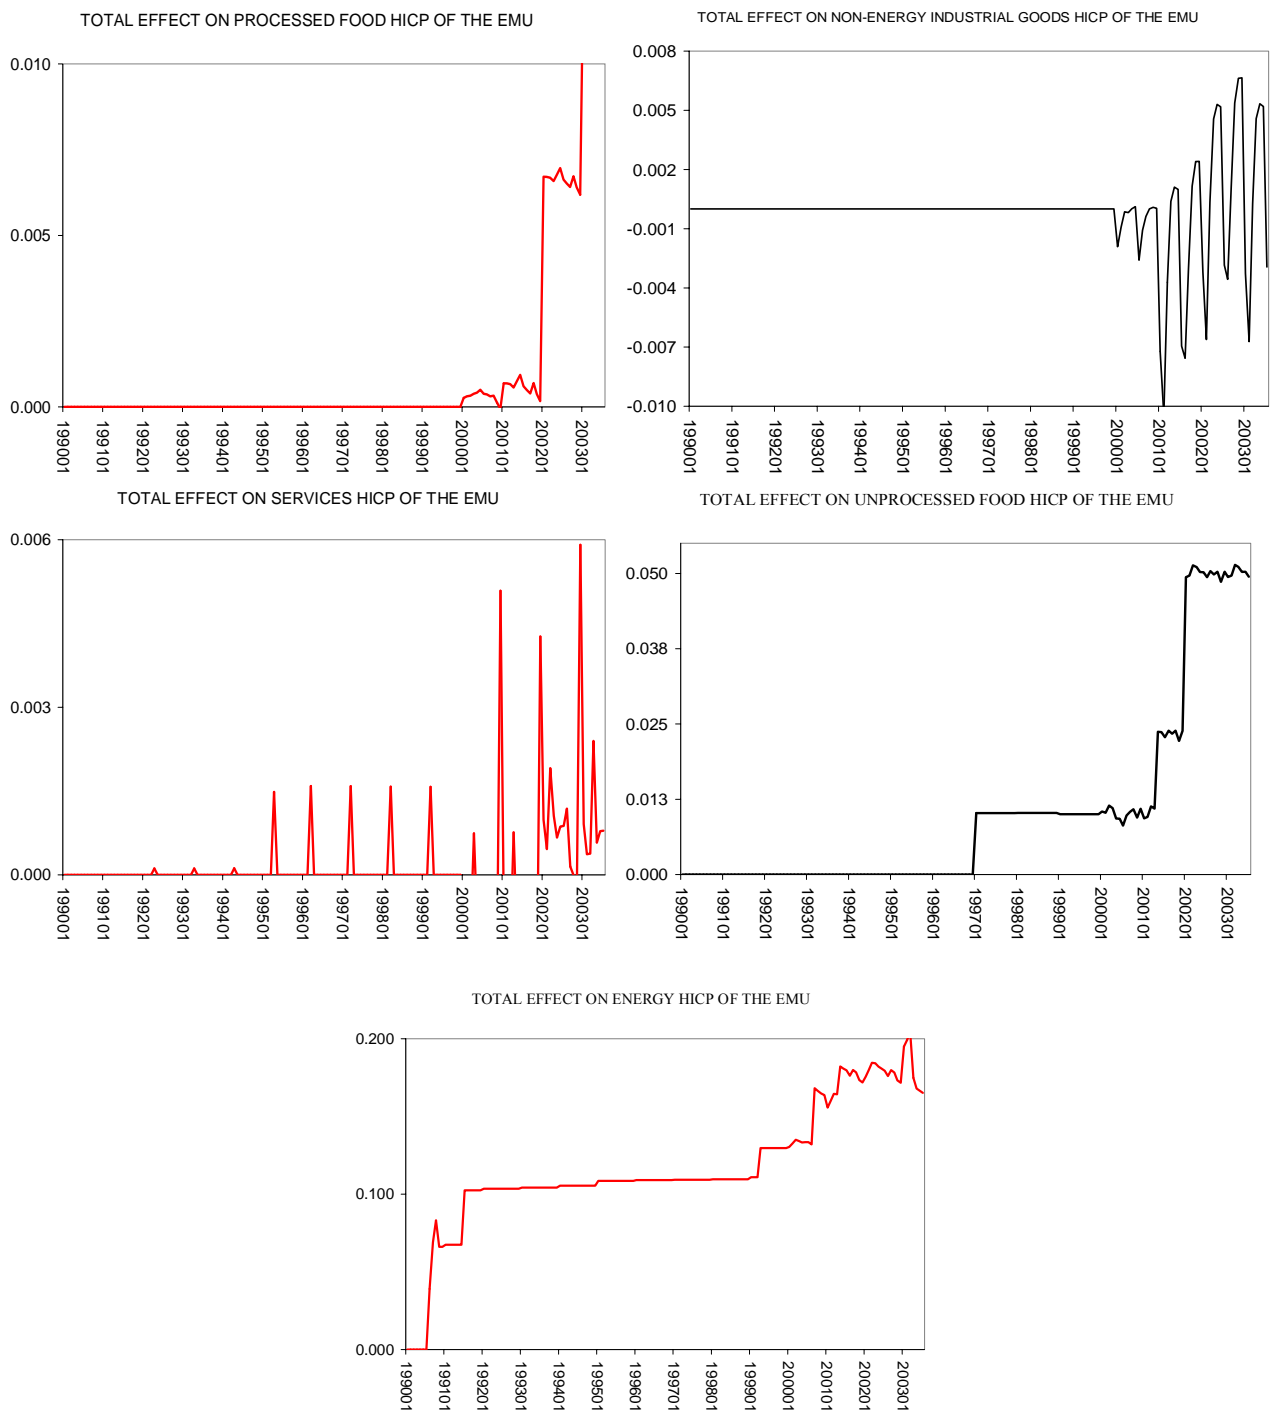 TOTAL EFFECT ON PROCESSED FOOD HICP OF THE EMU
0.010
0.005
0.000
199001 199101 199201 199301 199401 199501 199601 199701 199801 199901 200001 200101 200201 200301
TOTAL EFFECT ON NON-ENERGY INDUSTRIAL GOODS HICP OF THE EMU
0.008
0.005
0.002
-0.001
-0.004
-0.007
-0.010
199001 199101 199201 199301 199401 199501 199601 199701 199801 199901 200001 200101 200201 200301
TOTAL EFFECT ON SERVICES HICP OF THE EMU
0.006
0.003
0.000
199001 199101 199201 199301 199401 199501 199601 199701 199801 199901 200001 200101 200201 200301
TOTAL EFFECT ON UNPROCESSED FOOD HICP OF THE EMU
0.050
0.038
0.025
0.013
0.000
199001 199101 199201 199301 199401 199501 199601 199701 199801 199901 200001 200101 200201 200301
TOTAL EFFECT ON ENERGY HICP OF THE EMU
0.200
0.100
0.000
199001 199101 199201 199301 199401 199501 199601 199701 199801 199901 200001 200101 200201 200301